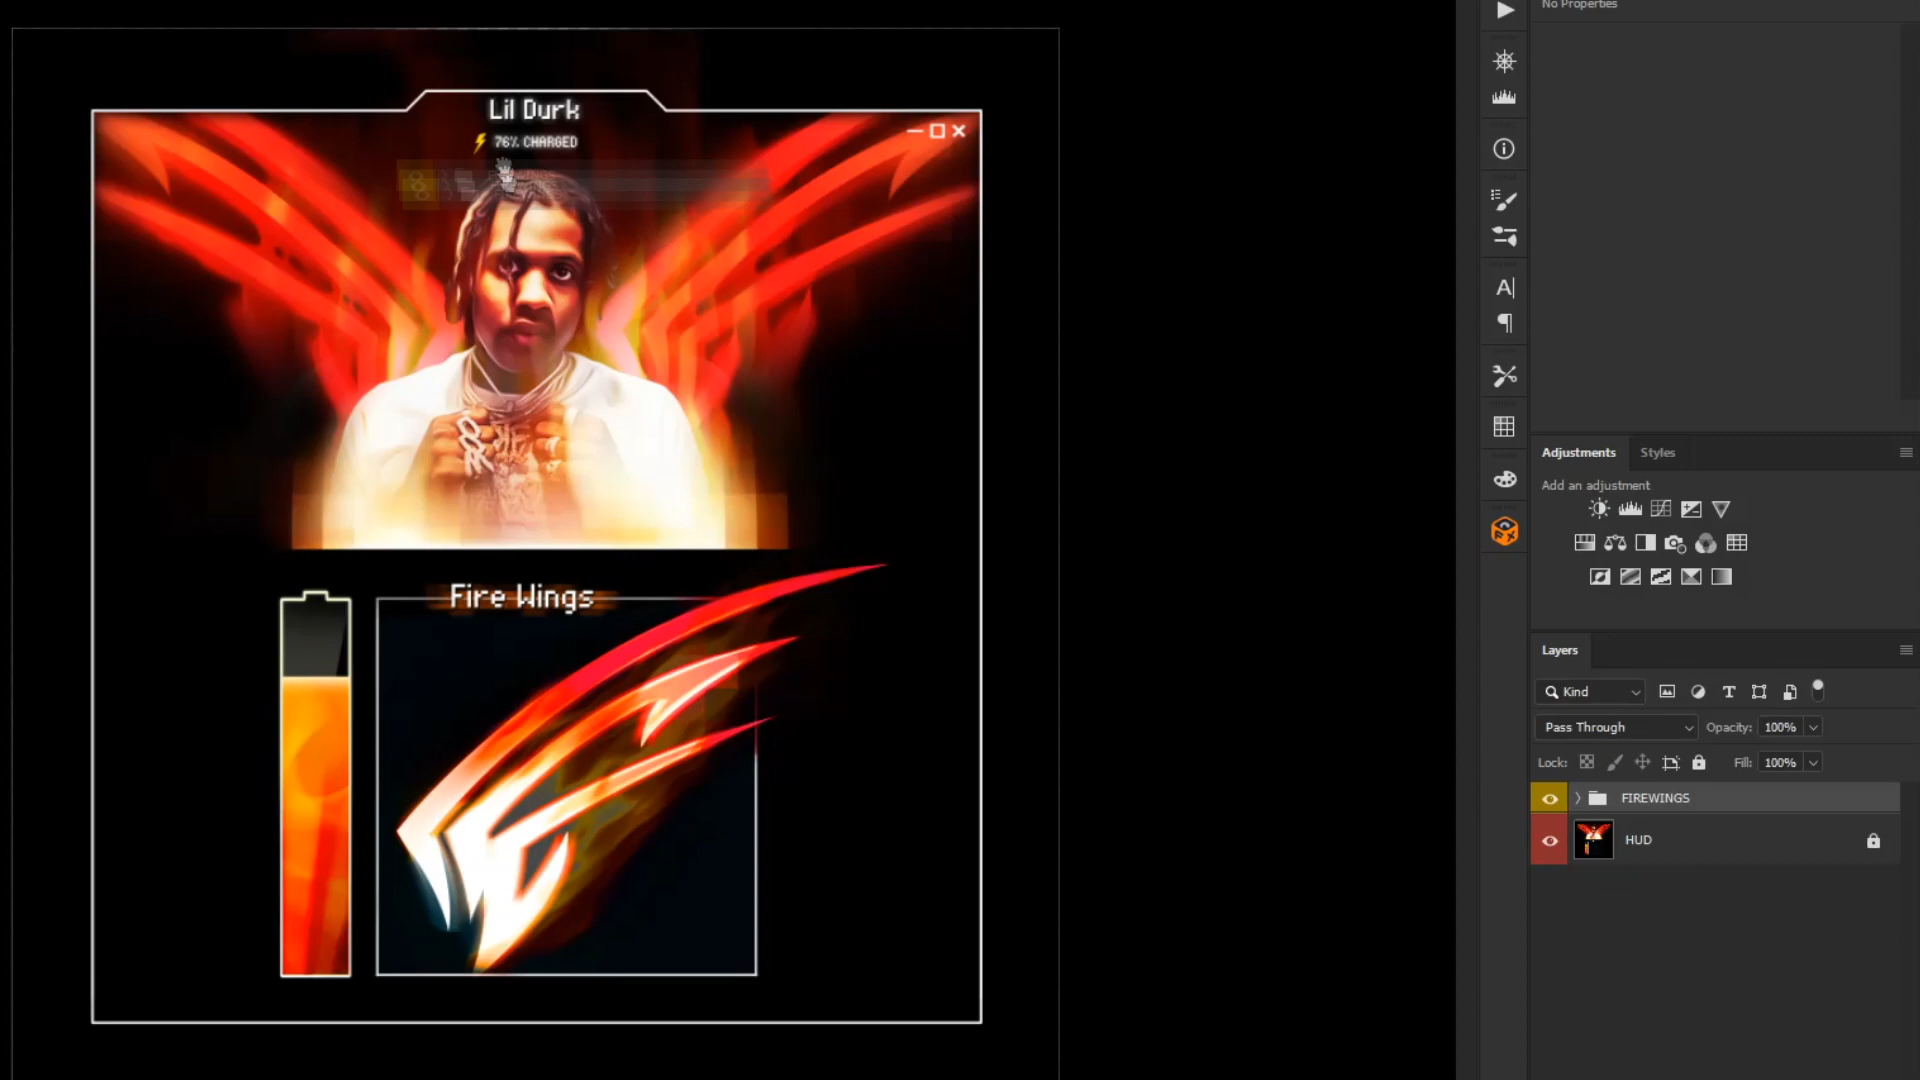 No Properties
Lil Durk
76% CHARGED
Fire Wings
Adjustments Styles
Add an adjustment
Layers
Kind
Pass Through Opacity: 100%
Lock: Fill: 100%
FIREWINGS
HUD